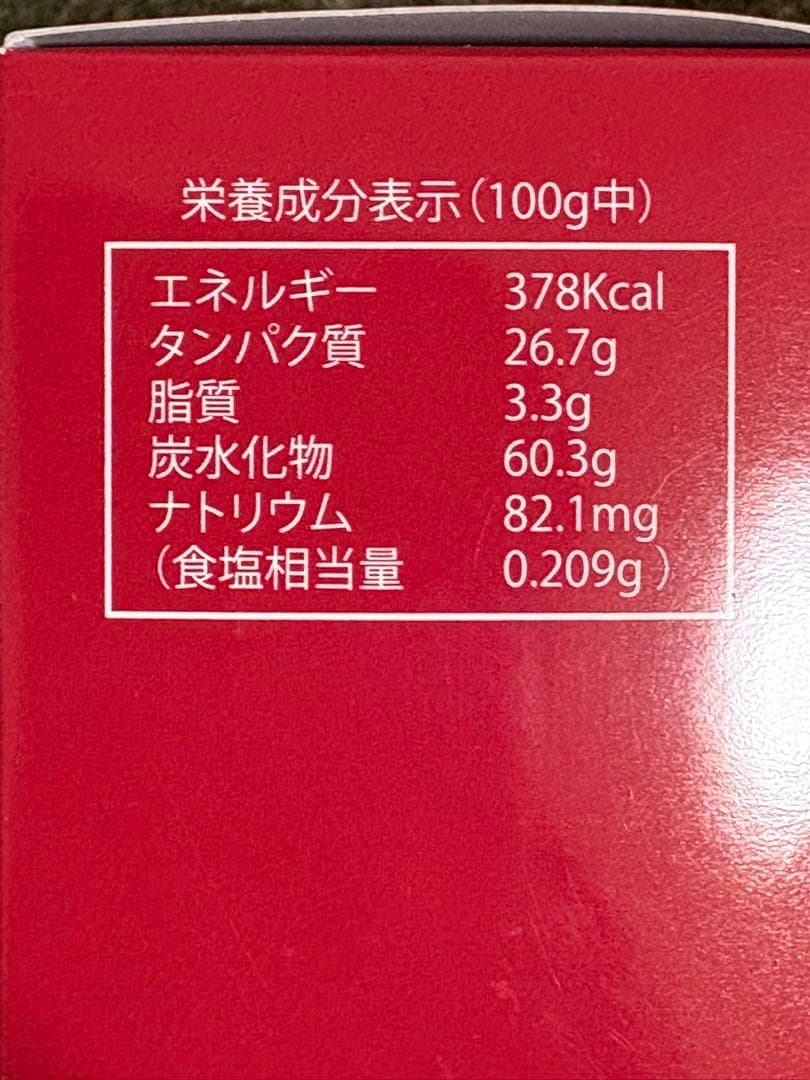 栄養成分表示（100g中）
エネルギー 378Kcal
タンパク質 26.7g
脂質 3.3g
炭水化物 60.3g
ナトリウム 82.1mg
（食塩相当量 0.209g）